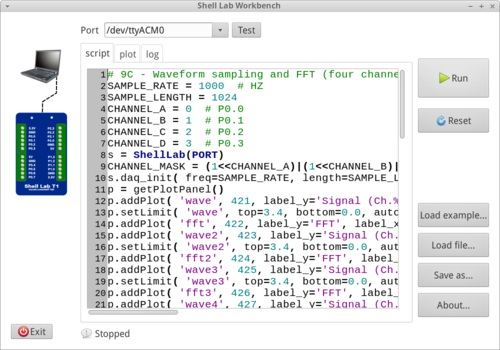 Shell Lab Workbench
Port /dev/ttyACM0 Test
script plot log
1 # 9C - Waveform sampling and FFT (four channe
2 SAMPLE_RATE = 1000  # HZ
3 SAMPLE_LENGTH = 1024
4 CHANNEL_A = 0  # P0.0
5 CHANNEL_B = 1  # P0.1
6 CHANNEL_C = 2  # P0.2
7 CHANNEL_D = 3  # P0.3
8 s = ShellLab(PORT)
9 CHANNEL_MASK = (1<<CHANNEL_A)|(1<<CHANNEL_B)|
10 s.daq_init( freq=SAMPLE_RATE, length=SAMPLE_L
11 p = getPlotPanel()
12 p.addPlot( 'wave', 421, label_y='Signal (Ch.%
13 p.setLimit( 'wave', top=3.4, bottom=0.0, auto
14 p.addPlot( 'fft', 422, label_y='FFT', label_x
15 p.addPlot( 'wave2', 423, label_y='Signal (Ch.
16 p.setLimit( 'wave2', top=3.4, bottom=0.0, aut
17 p.addPlot( 'fft2', 424, label_y='FFT', label_
18 p.addPlot( 'wave3', 425, label_y='Signal (Ch.
19 p.setLimit( 'wave3', top=3.4, bottom=0.0, aut
20 p.addPlot( 'fft3', 426, label_y='FFT', label_
21 p.addPlot( 'wave4', 427, label_y='Signal (Ch.
Run
Reset
Load example...
Load file...
Save as...
About...
Shell Lab T1
Exit
Stopped